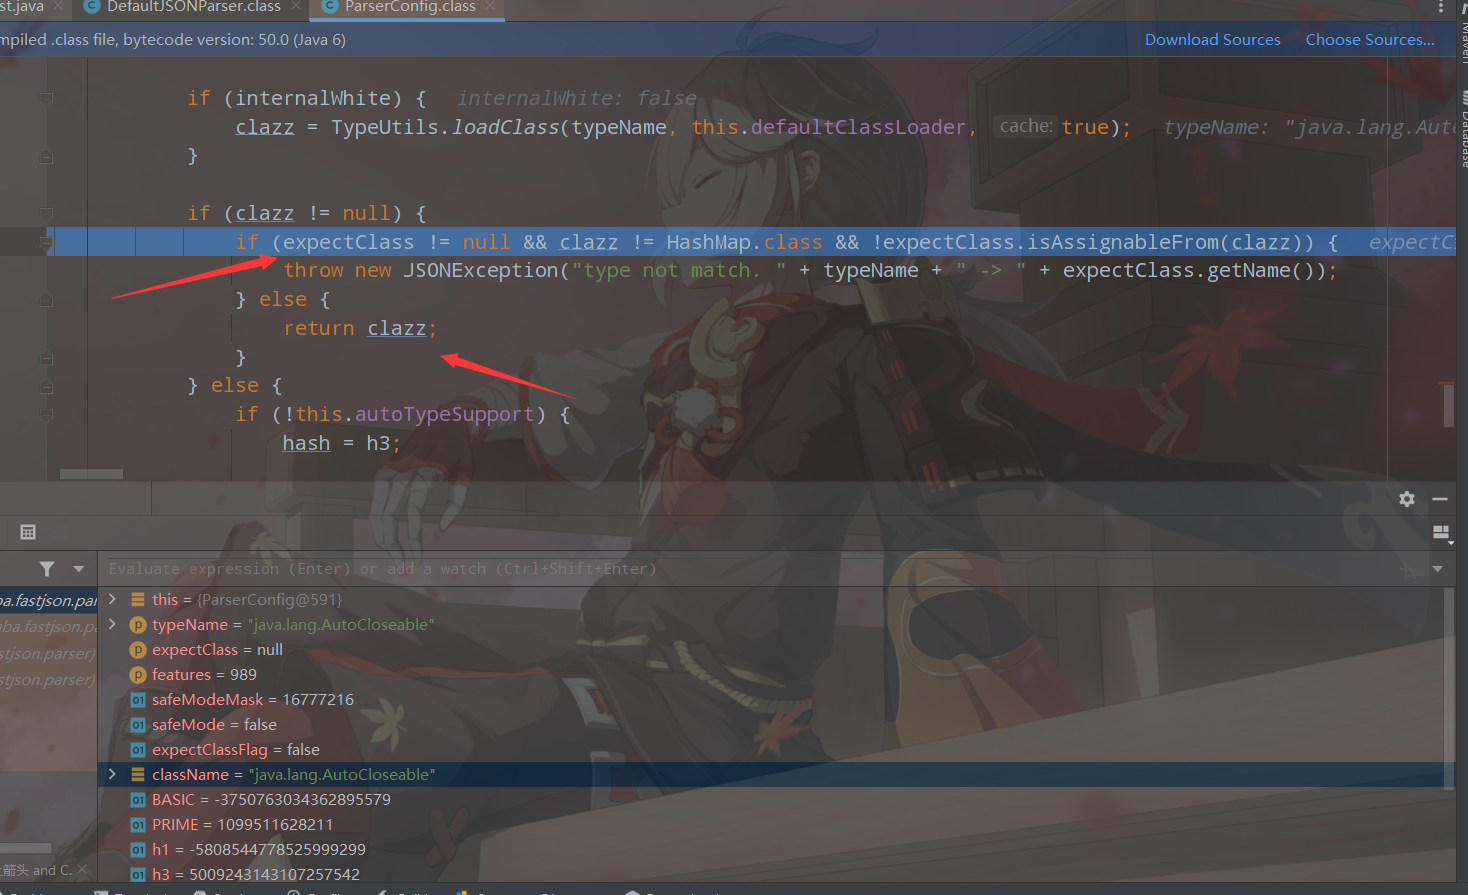 st.java DefaultJSONParser.class ParserConfig.class
mpiled .class file, bytecode version: 50.0 (Java 6) Download Sources Choose Sources...
if (internalWhite) { internalWhite: false
clazz = TypeUtils.loadClass(typeName, this.defaultClassLoader, cache: true); typeName: "java.lang.Aut
}
if (clazz != null) {
if (expectClass != null && clazz != HashMap.class && !expectClass.isAssignableFrom(clazz)) { expectC
throw new JSONException("type not match. " + typeName + " -> " + expectClass.getName());
} else {
return clazz;
}
} else {
if (!this.autoTypeSupport) {
hash = h3;
Maven
Database
Evaluate expression (Enter) or add a watch (Ctrl+Shift+Enter)
ba.fastjson.par
ba.fastjson.pa
stjson.parser)
stjson.parser)
this = {ParserConfig@591}
typeName = "java.lang.AutoCloseable"
expectClass = null
features = 989
safeModeMask = 16777216
safeMode = false
expectClassFlag = false
className = "java.lang.AutoCloseable"
BASIC = -3750763034362895579
PRIME = 1099511628211
h1 = -5808544778525999299
h3 = 5009243143107257542
箭头 and C.